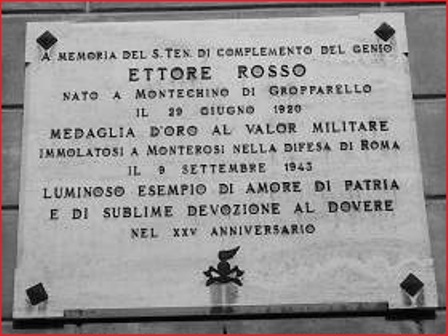 A MEMORIA DEL S.TEN. DI COMPLEMENTO DEL GENIO
ETTORE ROSSO
NATO A MONTECHINO DI GROPPARELLO
IL 29 GIUGNO 1920
MEDAGLIA D'ORO AL VALOR MILITARE
IMMOLATOSI A MONTEROSI NELLA DIFESA DI ROMA
IL 9 SETTEMBRE 1943
LUMINOSO ESEMPIO DI AMORE DI PATRIA
E DI SUBLIME DEVOZIONE AL DOVERE
NEL XXV ANNIVERSARIO